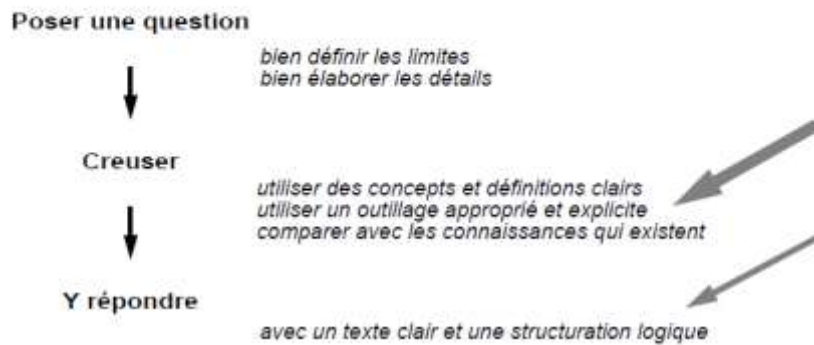 Poser une question
bien définir les limites
bien élaborer les détails
Creuser
utiliser des concepts et définitions clairs
utiliser un outillage approprié et explicite
comparer avec les connaissances qui existent
Y répondre
avec un texte clair et une structuration logique